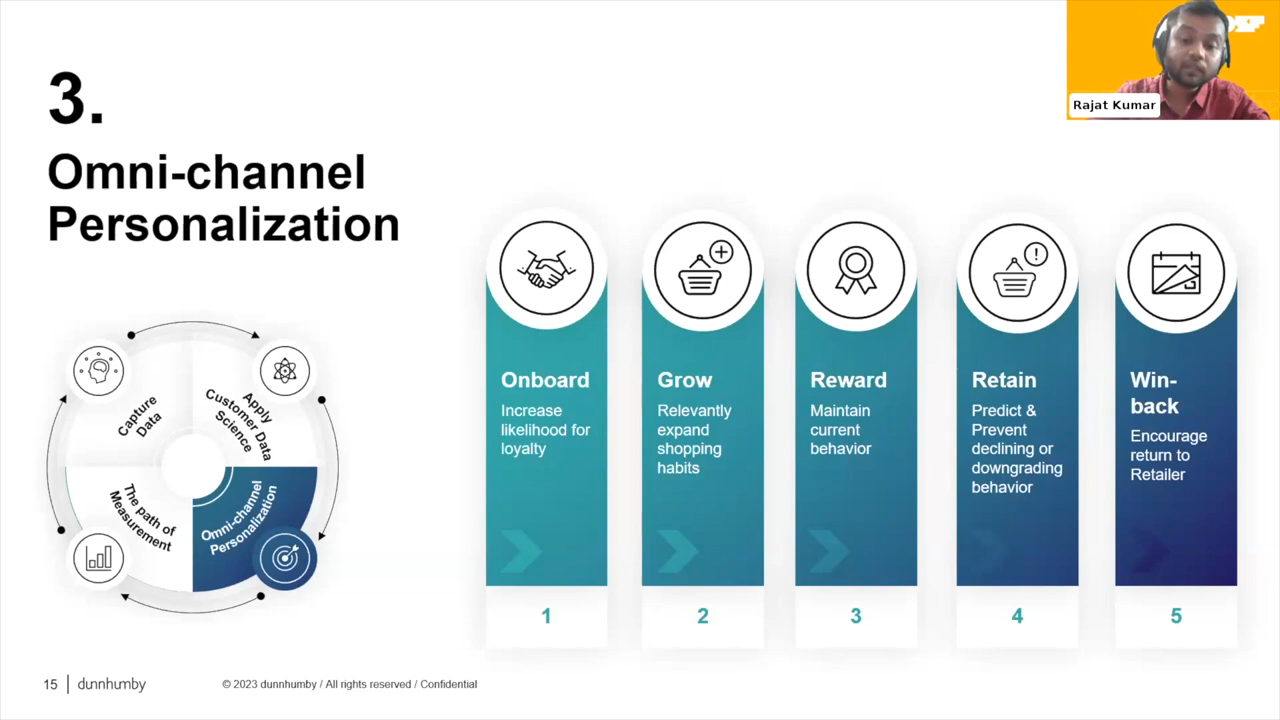 3.
Omni-channel
Personalization
Rajat Kumar
Capture
Data
Apply
Customer Data
Science
The path of
Measurement
Omni-channel
Personalization
Onboard
Increase
likelihood for
loyalty
1
Grow
Relevantly
expand
shopping
habits
2
Reward
Maintain
current
behavior
3
Retain
Predict &
Prevent
declining or
downgrading
behavior
4
Win-
back
Encourage
return to
Retailer
5
15 | dunnhumby
© 2023 dunnhumby / All rights reserved / Confidential